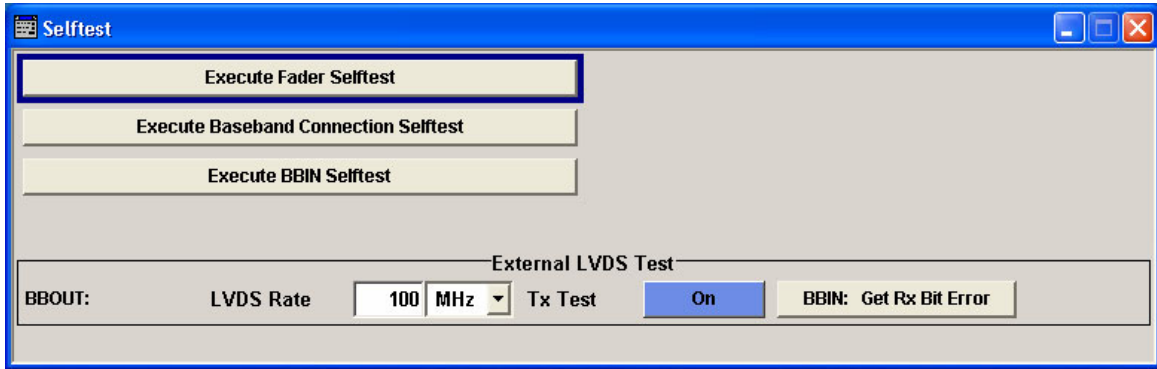 Selftest
Execute Fader Selftest
Execute Baseband Connection Selftest
Execute BBIN Selftest
External LVDS Test
BBOUT: LVDS Rate 100 MHz Tx Test On BBIN: Get Rx Bit Error